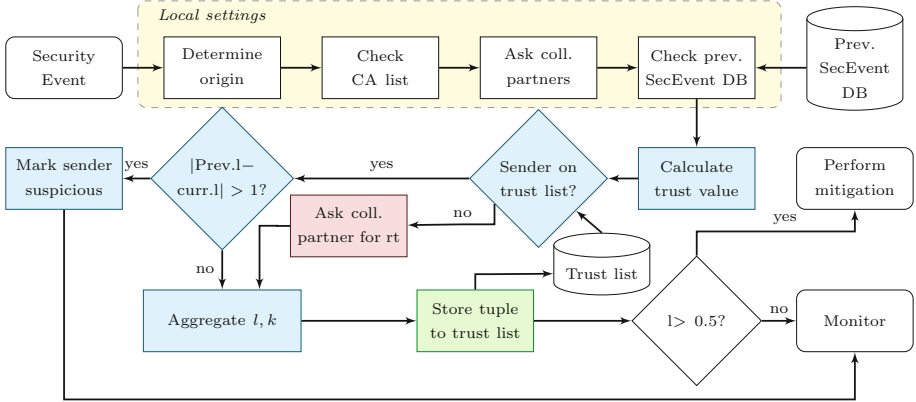 Local settings
Security
Event
Determine
origin
Check
CA list
Ask coll.
partners
Check prev.
SecEvent DB
Prev.
SecEvent
DB
Mark sender
suspicious
yes
|Prev.l−
curr.l| > 1?
yes
Sender on
trust list?
Calculate
trust value
Perform
mitigation
Ask coll.
partner for rt
no
yes
no
Trust list
Aggregate l, k
Store tuple
to trust list
l> 0.5?
no
Monitor